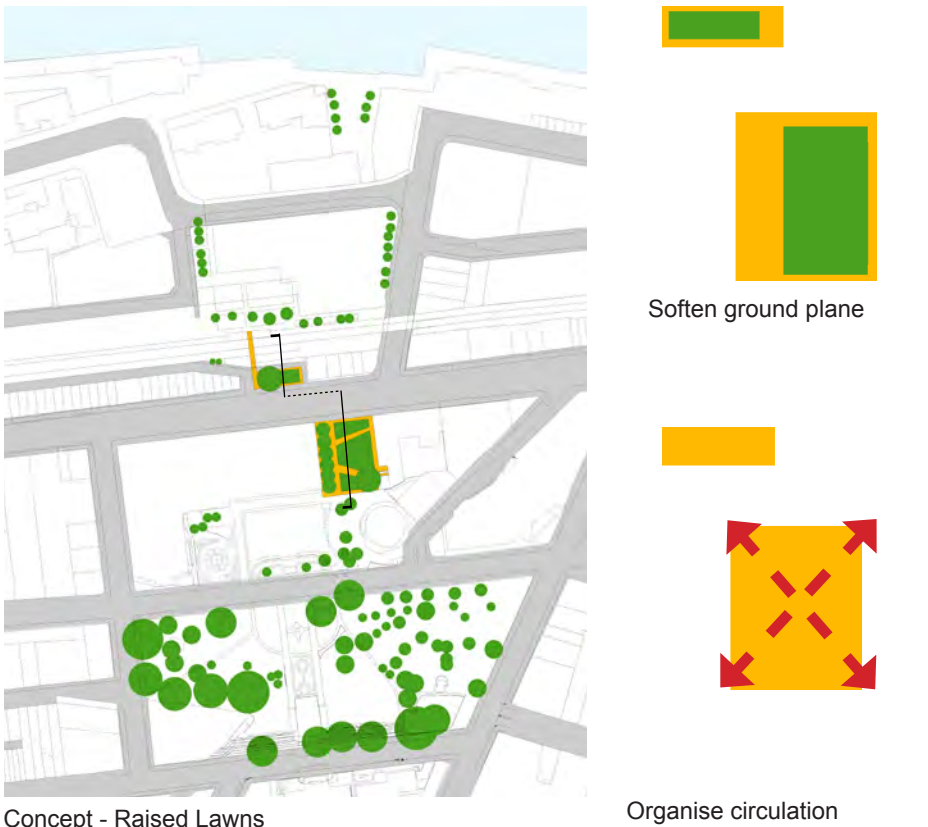 Soften ground plane
Organise circulation
Concept - Raised Lawns